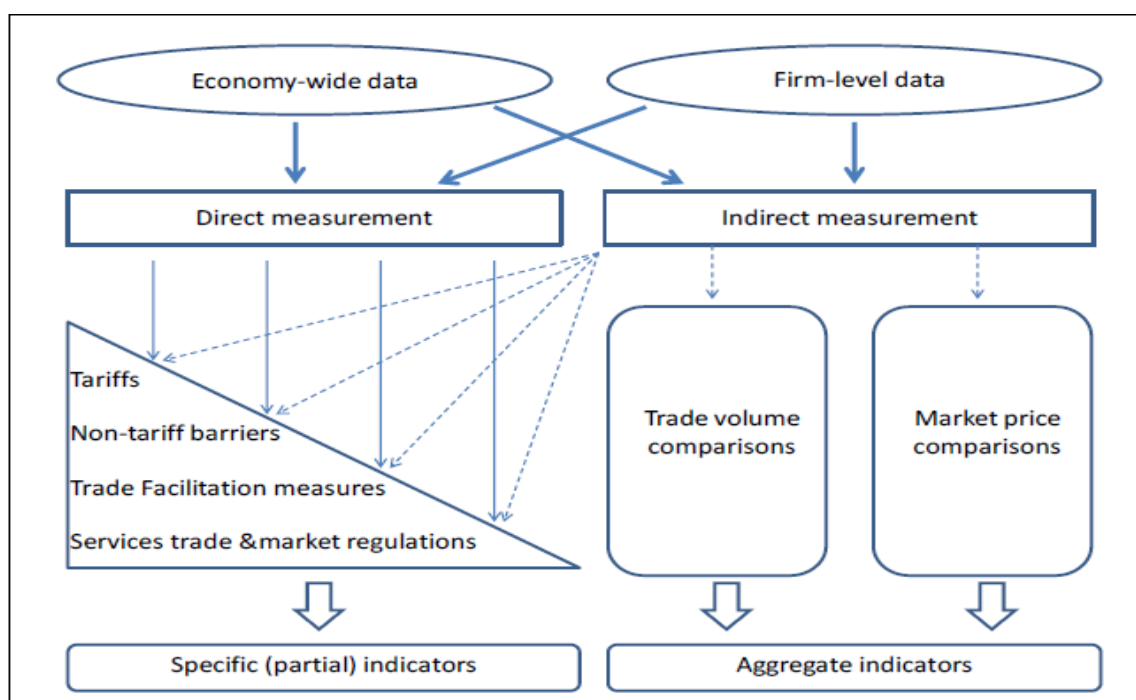 Economy-wide data
Firm-level data
Direct measurement
Indirect measurement
Tariffs
Non-tariff barriers
Trade Facilitation measures
Services trade &market regulations
Trade volume
comparisons
Market price
comparisons
Specific (partial) indicators
Aggregate indicators